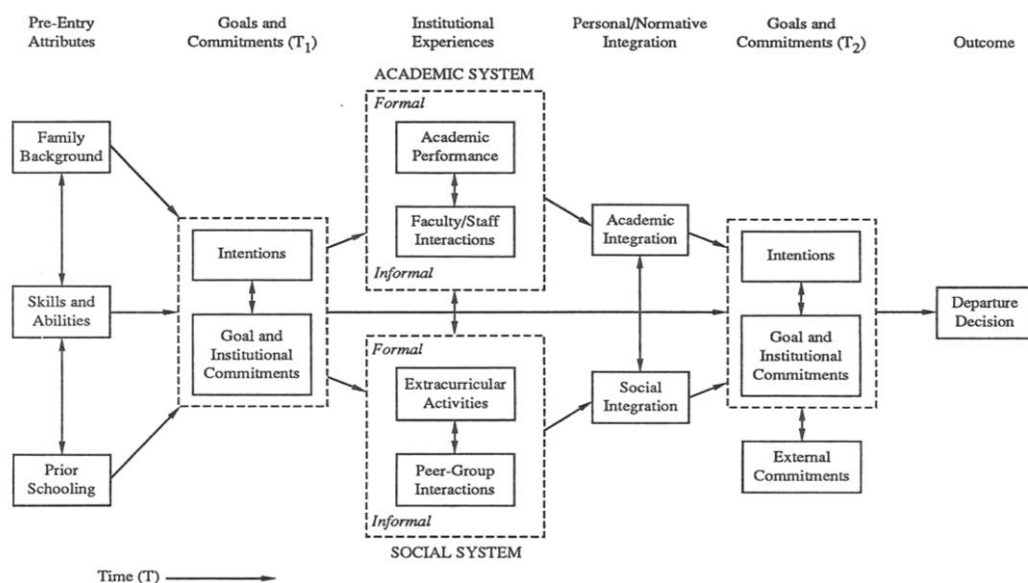 Pre-Entry
Attributes
Goals and
Commitments (T1)
Institutional
Experiences
Personal/Normative
Integration
Goals and
Commitments (T2)
Outcome
ACADEMIC SYSTEM
Formal
Family
Background
Academic
Performance
Faculty/Staff
Interactions
Informal
Intentions
Academic
Integration
Intentions
Skills and
Abilities
Goal and
Institutional
Commitments
Goal and
Institutional
Commitments
Departure
Decision
Formal
Extracurricular
Activities
Social
Integration
Prior
Schooling
Peer-Group
Interactions
External
Commitments
Informal
SOCIAL SYSTEM
Time (T)